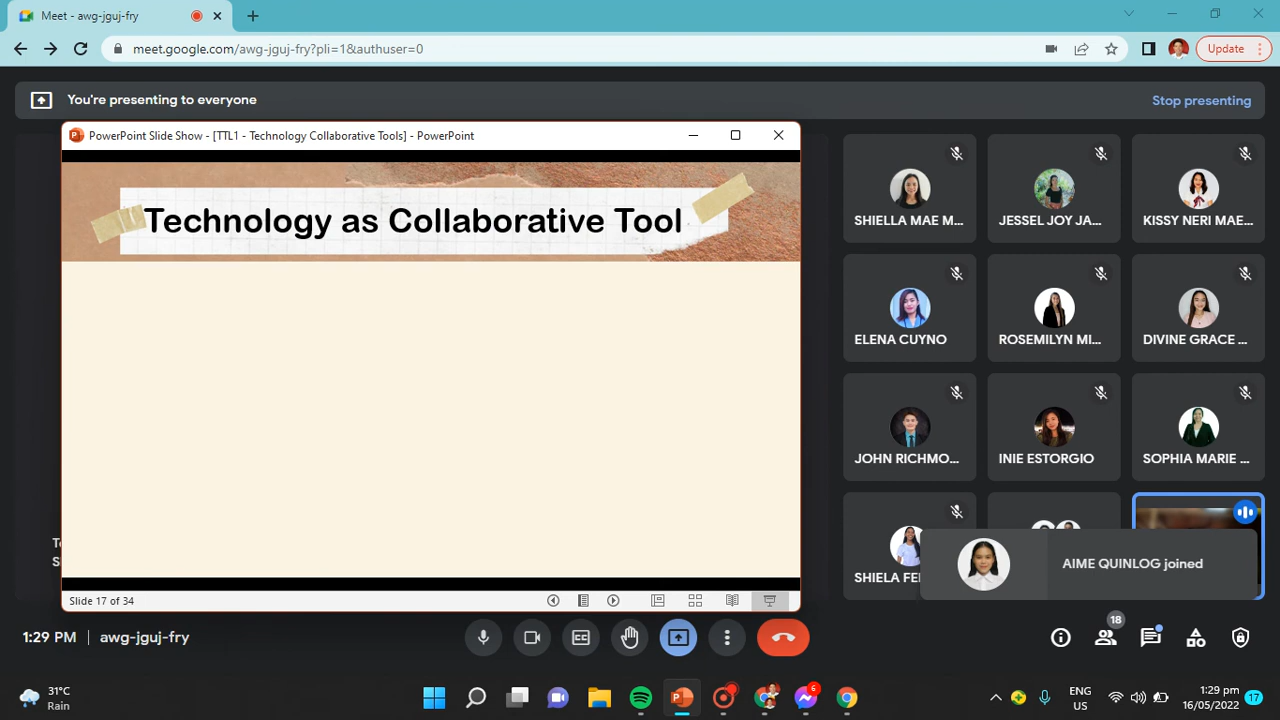 Meet - awg-jguj-fry
meet.google.com/awg-jguj-fry?pli=1&authuser=0
Update
You're presenting to everyone
Stop presenting
PowerPoint Slide Show - [TTL1 - Technology Collaborative Tools] - PowerPoint
Technology as Collaborative Tool
Slide 17 of 34
SHIELLA MAE M...
JESSEL JOY JA...
KISSY NERI MAE...
ELENA CUYNO
ROSEMILYN MI...
DIVINE GRACE ...
JOHN RICHMO...
INIE ESTORGIO
SOPHIA MARIE ...
SHIELA FE
AIME QUINLOG joined
1:29 PM
awg-jguj-fry
18
31°C
Rain
6
ENG
US
1:29 pm
16/05/2022
17